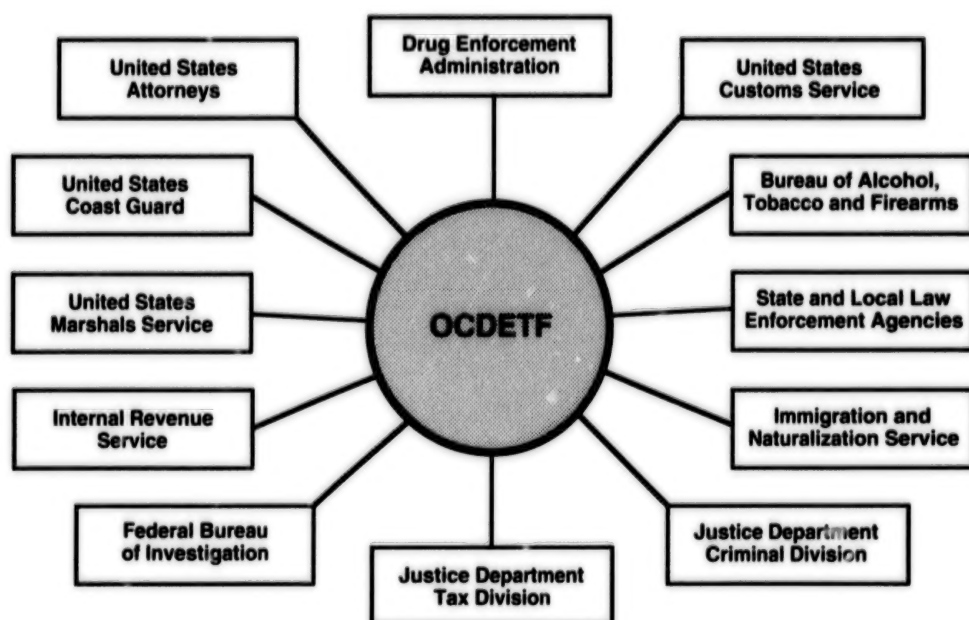 Drug Enforcement
Administration
United States
Attorneys
United States
Customs Service
United States
Coast Guard
Bureau of Alcohol,
Tobacco and Firearms
United States
Marshals Service
OCDETF
State and Local Law
Enforcement Agencies
Internal Revenue
Service
Immigration and
Naturalization Service
Federal Bureau
of Investigation
Justice Department
Tax Division
Justice Department
Criminal Division